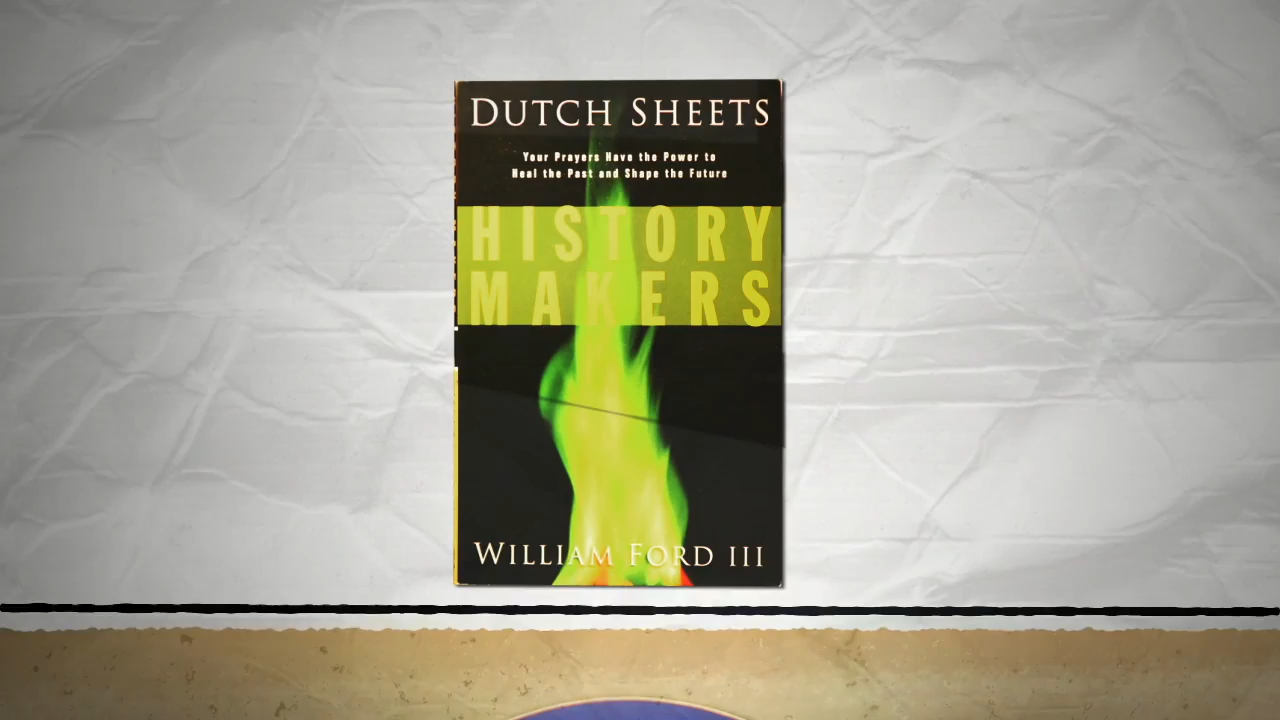 DUTCH SHEETS
Your Prayers Have the Power to
Heal the Past and Shape the Future
HISTORY
MAKERS
WILLIAM FORD III